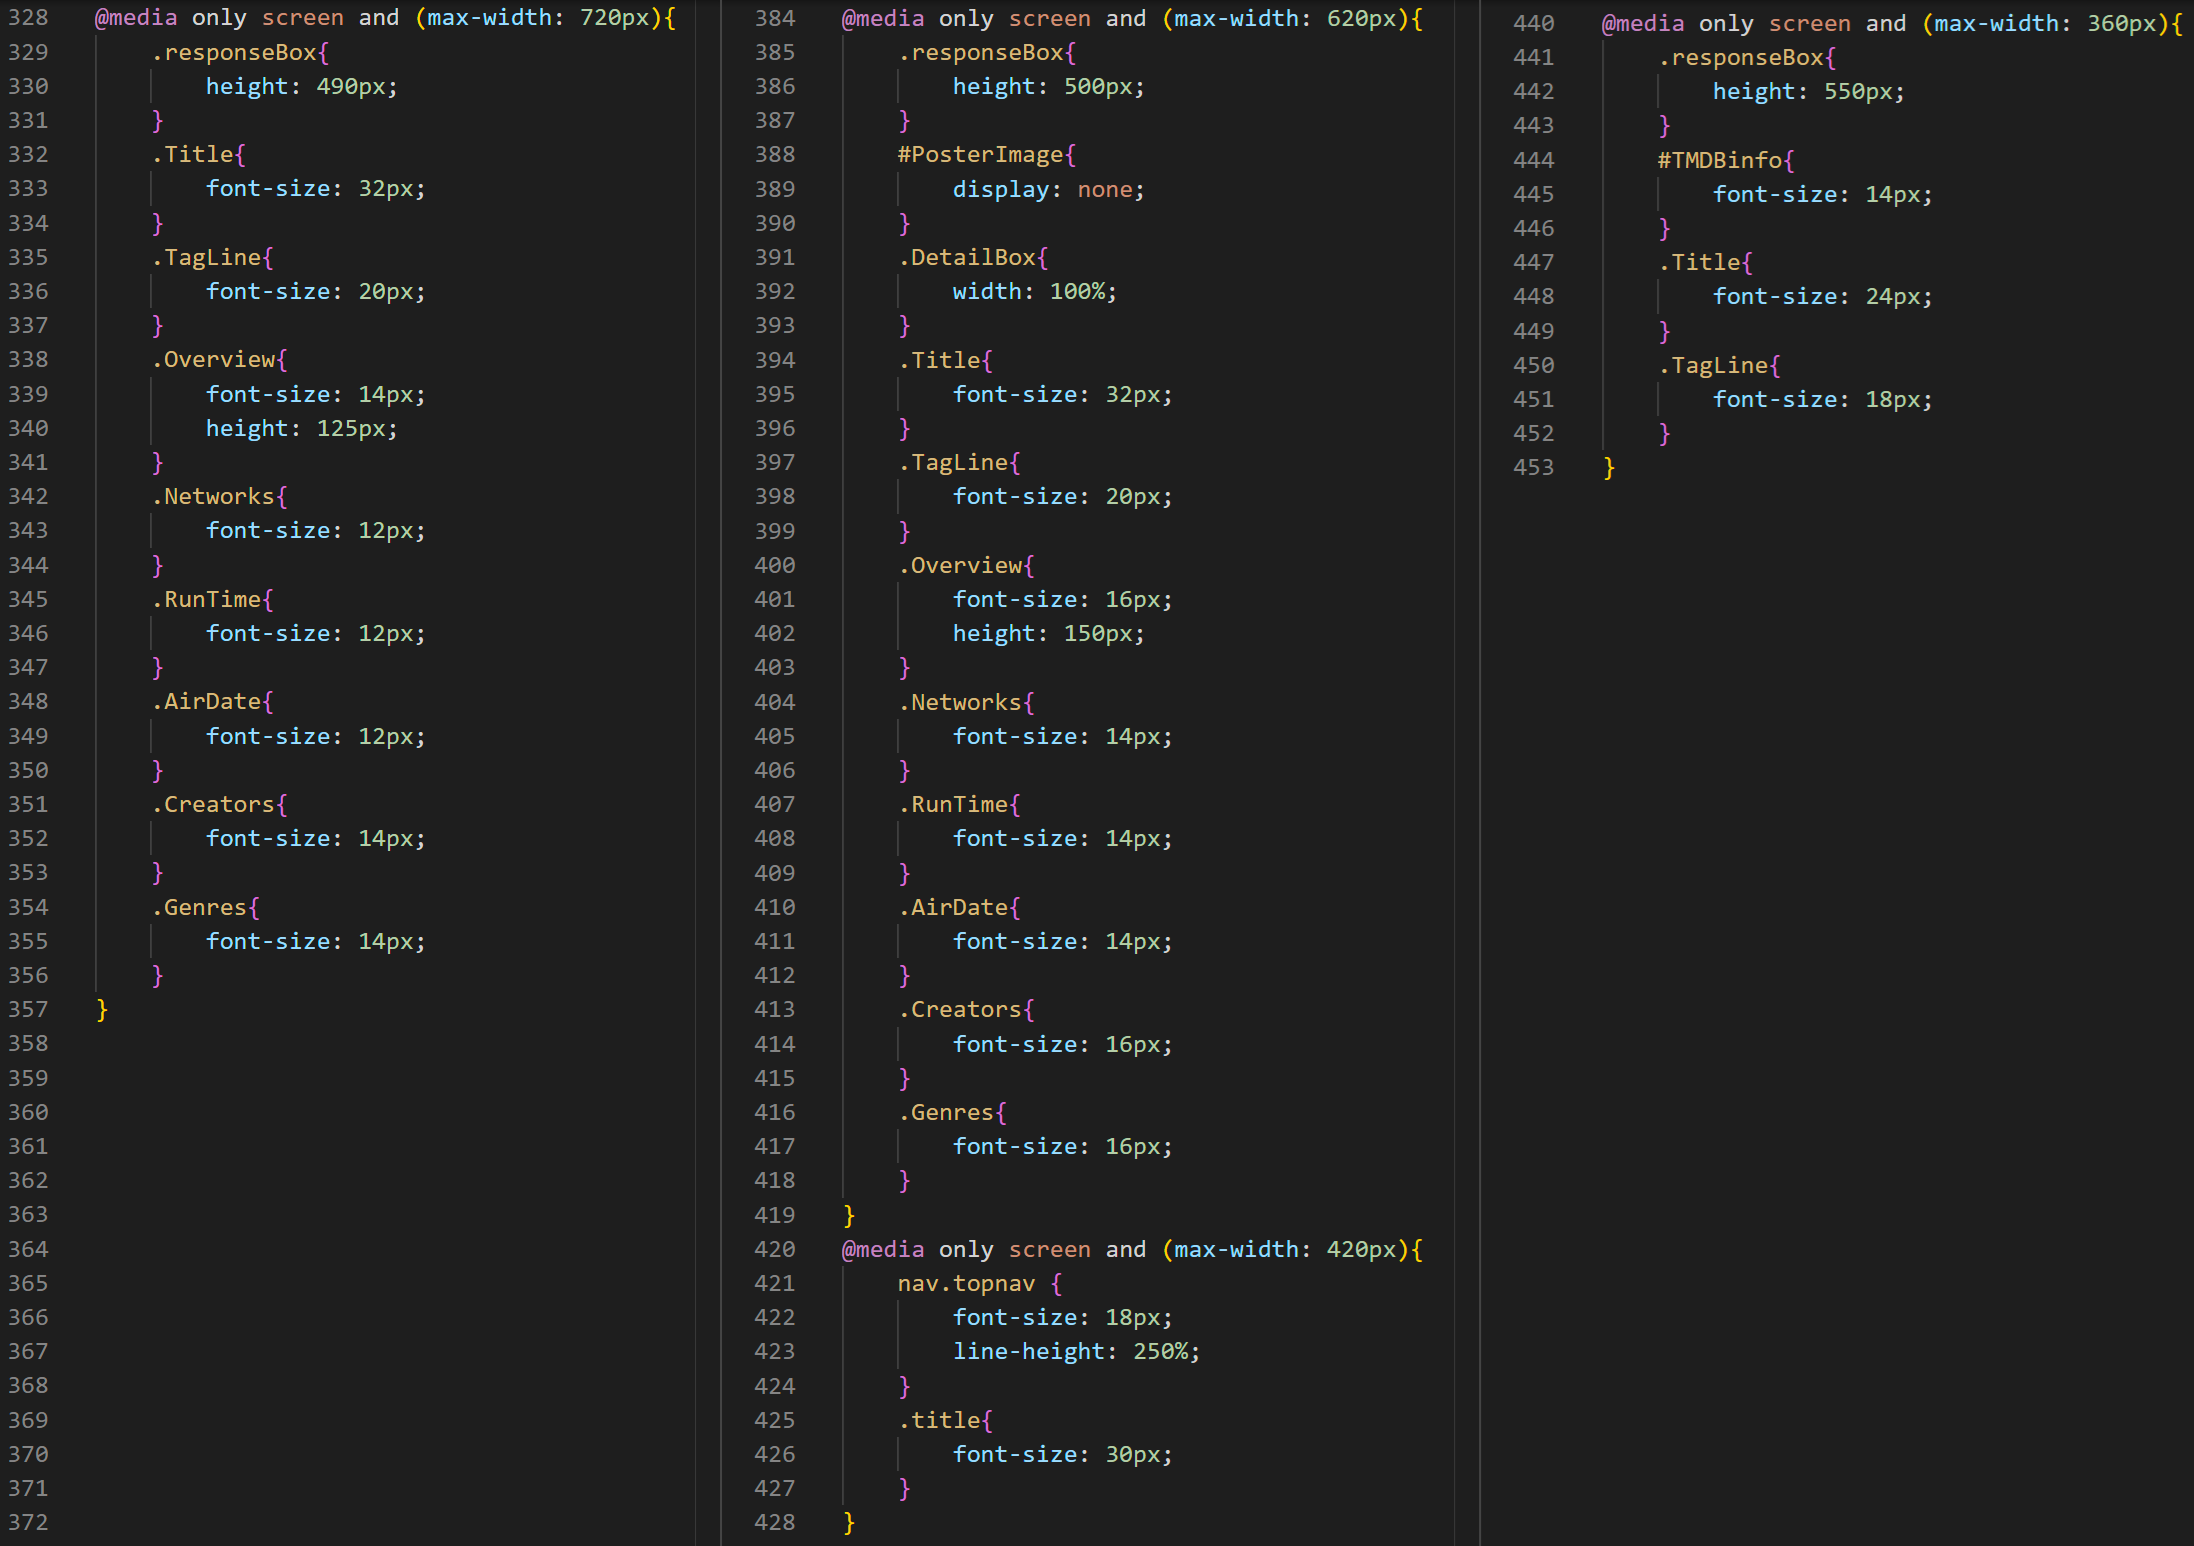 328 @media only screen and (max-width: 720px){
329 .responseBox{
330 height: 490px;
331 }
332 .Title{
333 font-size: 32px;
334 }
335 .TagLine{
336 font-size: 20px;
337 }
338 .Overview{
339 font-size: 14px;
340 height: 125px;
341 }
342 .Networks{
343 font-size: 12px;
344 }
345 .RunTime{
346 font-size: 12px;
347 }
348 .AirDate{
349 font-size: 12px;
350 }
351 .Creators{
352 font-size: 14px;
353 }
354 .Genres{
355 font-size: 14px;
356 }
357 }
358
359
360
361
362
363
364
365
366
367
368
369
370
371
372
384 @media only screen and (max-width: 620px){
385 .responseBox{
386 height: 500px;
387 }
388 #PosterImage{
389 display: none;
390 }
391 .DetailBox{
392 width: 100%;
393 }
394 .Title{
395 font-size: 32px;
396 }
397 .TagLine{
398 font-size: 20px;
399 }
400 .Overview{
401 font-size: 16px;
402 height: 150px;
403 }
404 .Networks{
405 font-size: 14px;
406 }
407 .RunTime{
408 font-size: 14px;
409 }
410 .AirDate{
411 font-size: 14px;
412 }
413 .Creators{
414 font-size: 16px;
415 }
416 .Genres{
417 font-size: 16px;
418 }
419 }
420 @media only screen and (max-width: 420px){
421 nav.topnav {
422 font-size: 18px;
423 line-height: 250%;
424 }
425 .title{
426 font-size: 30px;
427 }
428 }
440 @media only screen and (max-width: 360px){
441 .responseBox{
442 height: 550px;
443 }
444 #TMDBinfo{
445 font-size: 14px;
446 }
447 .Title{
448 font-size: 24px;
449 }
450 .TagLine{
451 font-size: 18px;
452 }
453 }